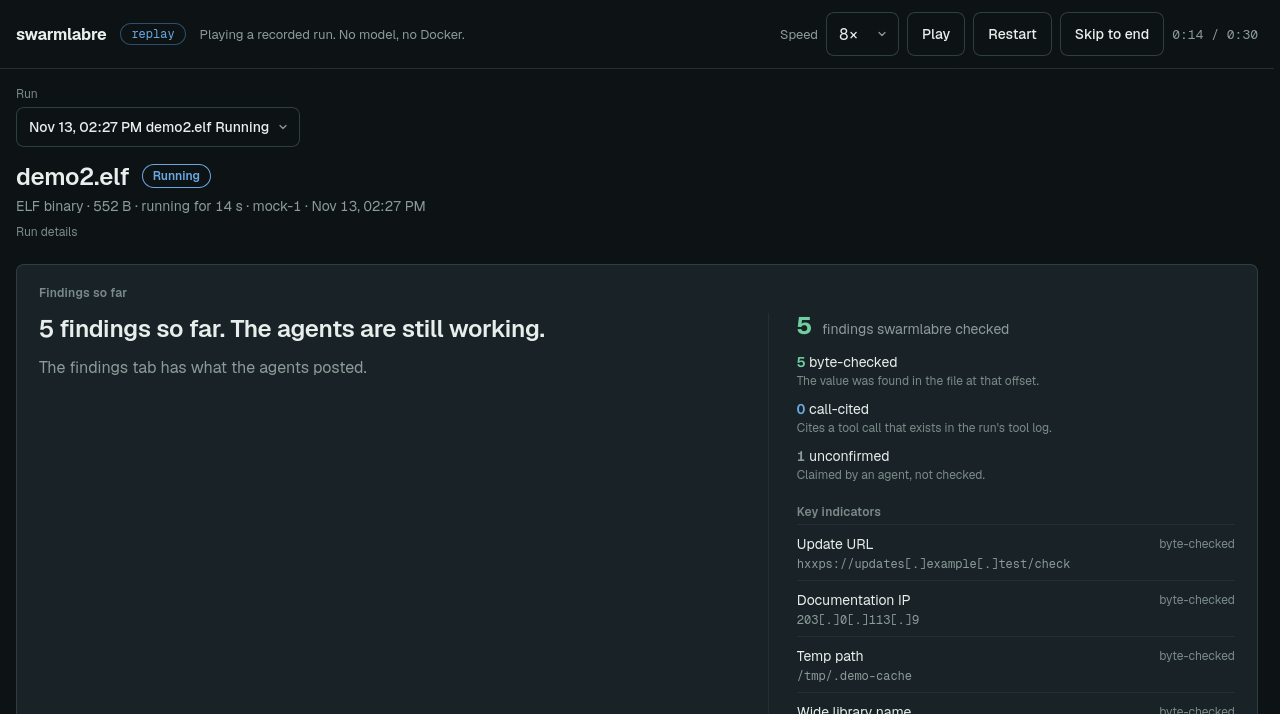 swarmlabre replay Playing a recorded run. No model, no Docker. Speed 8× Play Restart Skip to end 0:14 / 0:30
Run
Nov 13, 02:27 PM demo2.elf Running
demo2.elf Running
ELF binary · 552 B · running for 14 s · mock-1 · Nov 13, 02:27 PM
Run details
Findings so far
5 findings so far. The agents are still working.
The findings tab has what the agents posted.
5 findings swarmlabre checked
5 byte-checked
The value was found in the file at that offset.
0 call-cited
Cites a tool call that exists in the run's tool log.
1 unconfirmed
Claimed by an agent, not checked.
Key indicators
Update URL byte-checked
hxxps://updates[.]example[.]test/check
Documentation IP byte-checked
203[.]0[.]113[.]9
Temp path byte-checked
/tmp/.demo-cache
Wide library name byte-checked